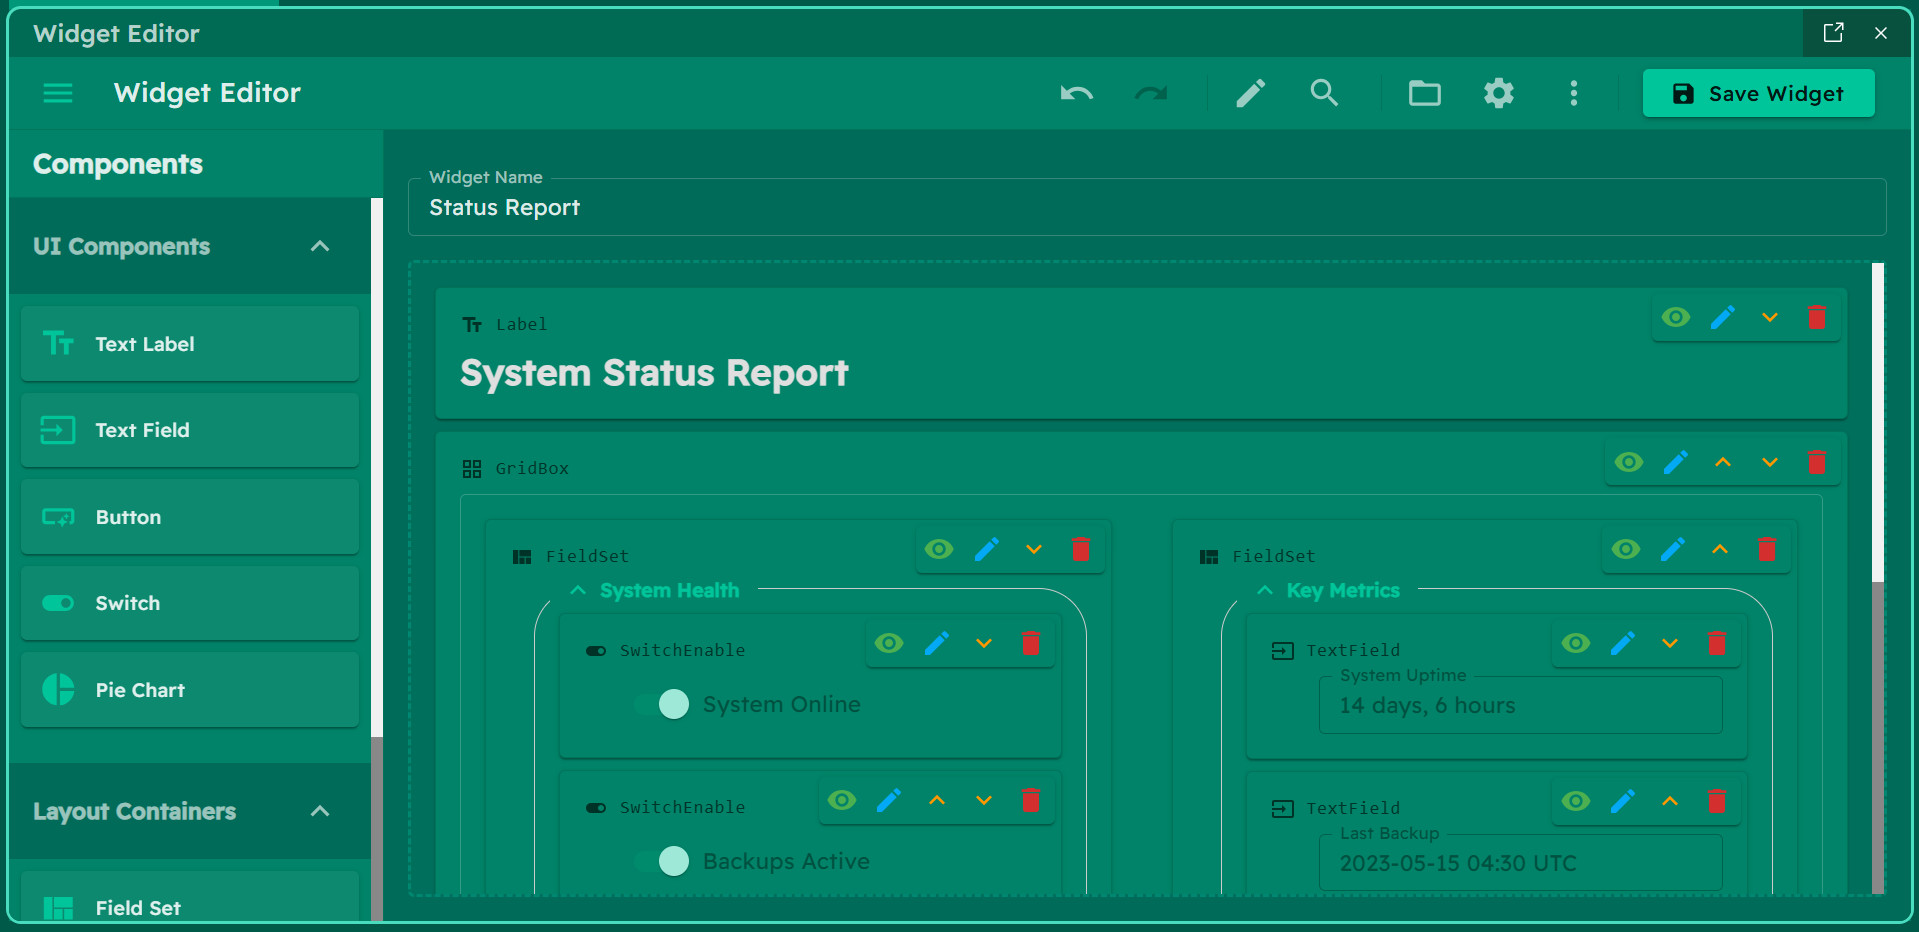 Widget Editor
Widget Editor
Save Widget
Components
UI Components
Text Label
Text Field
Button
Switch
Pie Chart
Layout Containers
Field Set
Widget Name
Status Report
Label
System Status Report
GridBox
FieldSet
System Health
SwitchEnable
System Online
SwitchEnable
Backups Active
FieldSet
Key Metrics
TextField
System Uptime
14 days, 6 hours
TextField
Last Backup
2023-05-15 04:30 UTC